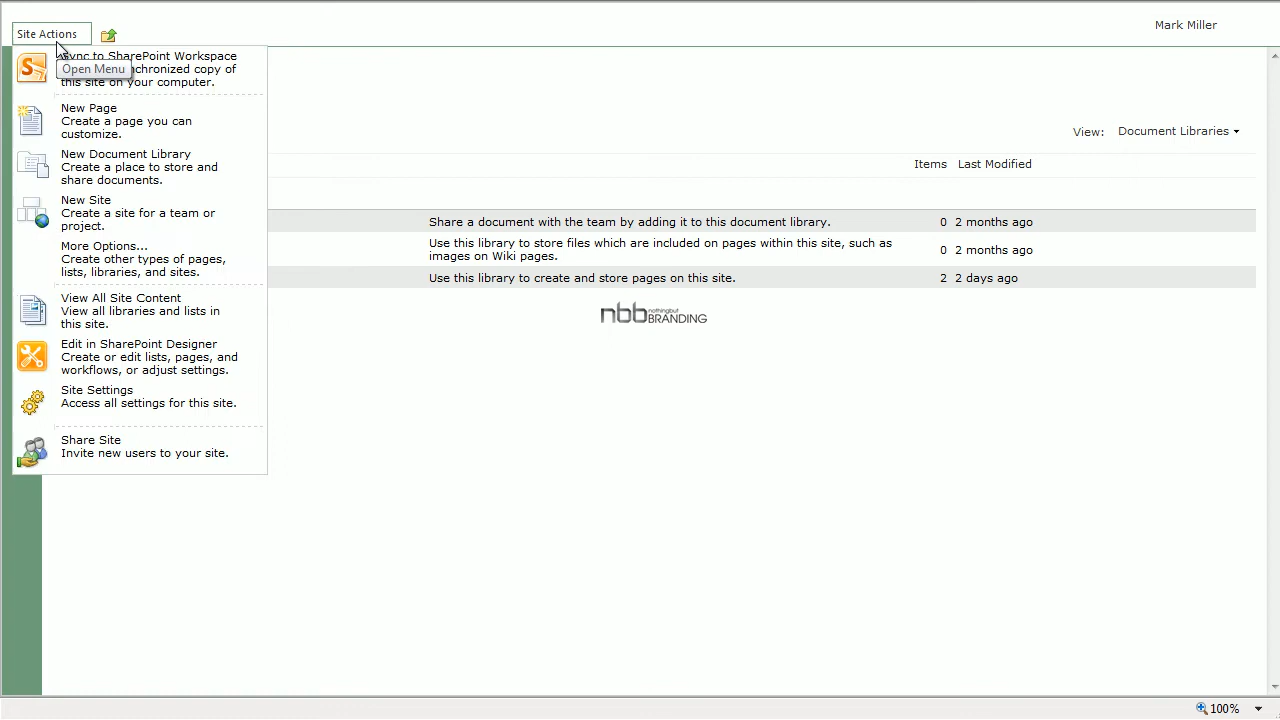 Site Actions
Mark Miller
Sync to SharePoint Workspace
Open Menu
nchronized copy of
this site on your computer.
New Page
Create a page you can
customize.
New Document Library
Create a place to store and
share documents.
New Site
Create a site for a team or
project.
More Options...
Create other types of pages,
lists, libraries, and sites.
View All Site Content
View all libraries and lists in
this site.
Edit in SharePoint Designer
Create or edit lists, pages, and
workflows, or adjust settings.
Site Settings
Access all settings for this site.
Share Site
Invite new users to your site.
View: Document Libraries
Items Last Modified
Share a document with the team by adding it to this document library. 0 2 months ago
Use this library to store files which are included on pages within this site, such as
images on Wiki pages. 0 2 months ago
Use this library to create and store pages on this site. 2 2 days ago
nbb nothingbut
BRANDING
100%